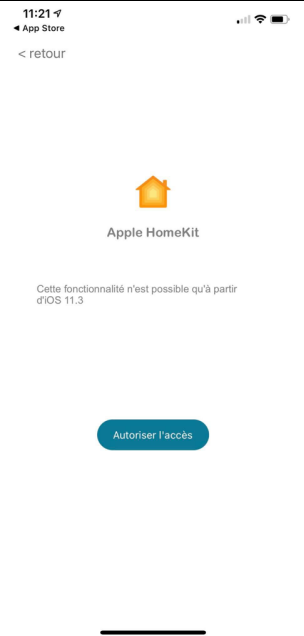 11:21
◀ App Store
< retour
Apple HomeKit
Cette fonctionnalité n'est possible qu'à partir
d'iOS 11.3
Autoriser l'accès